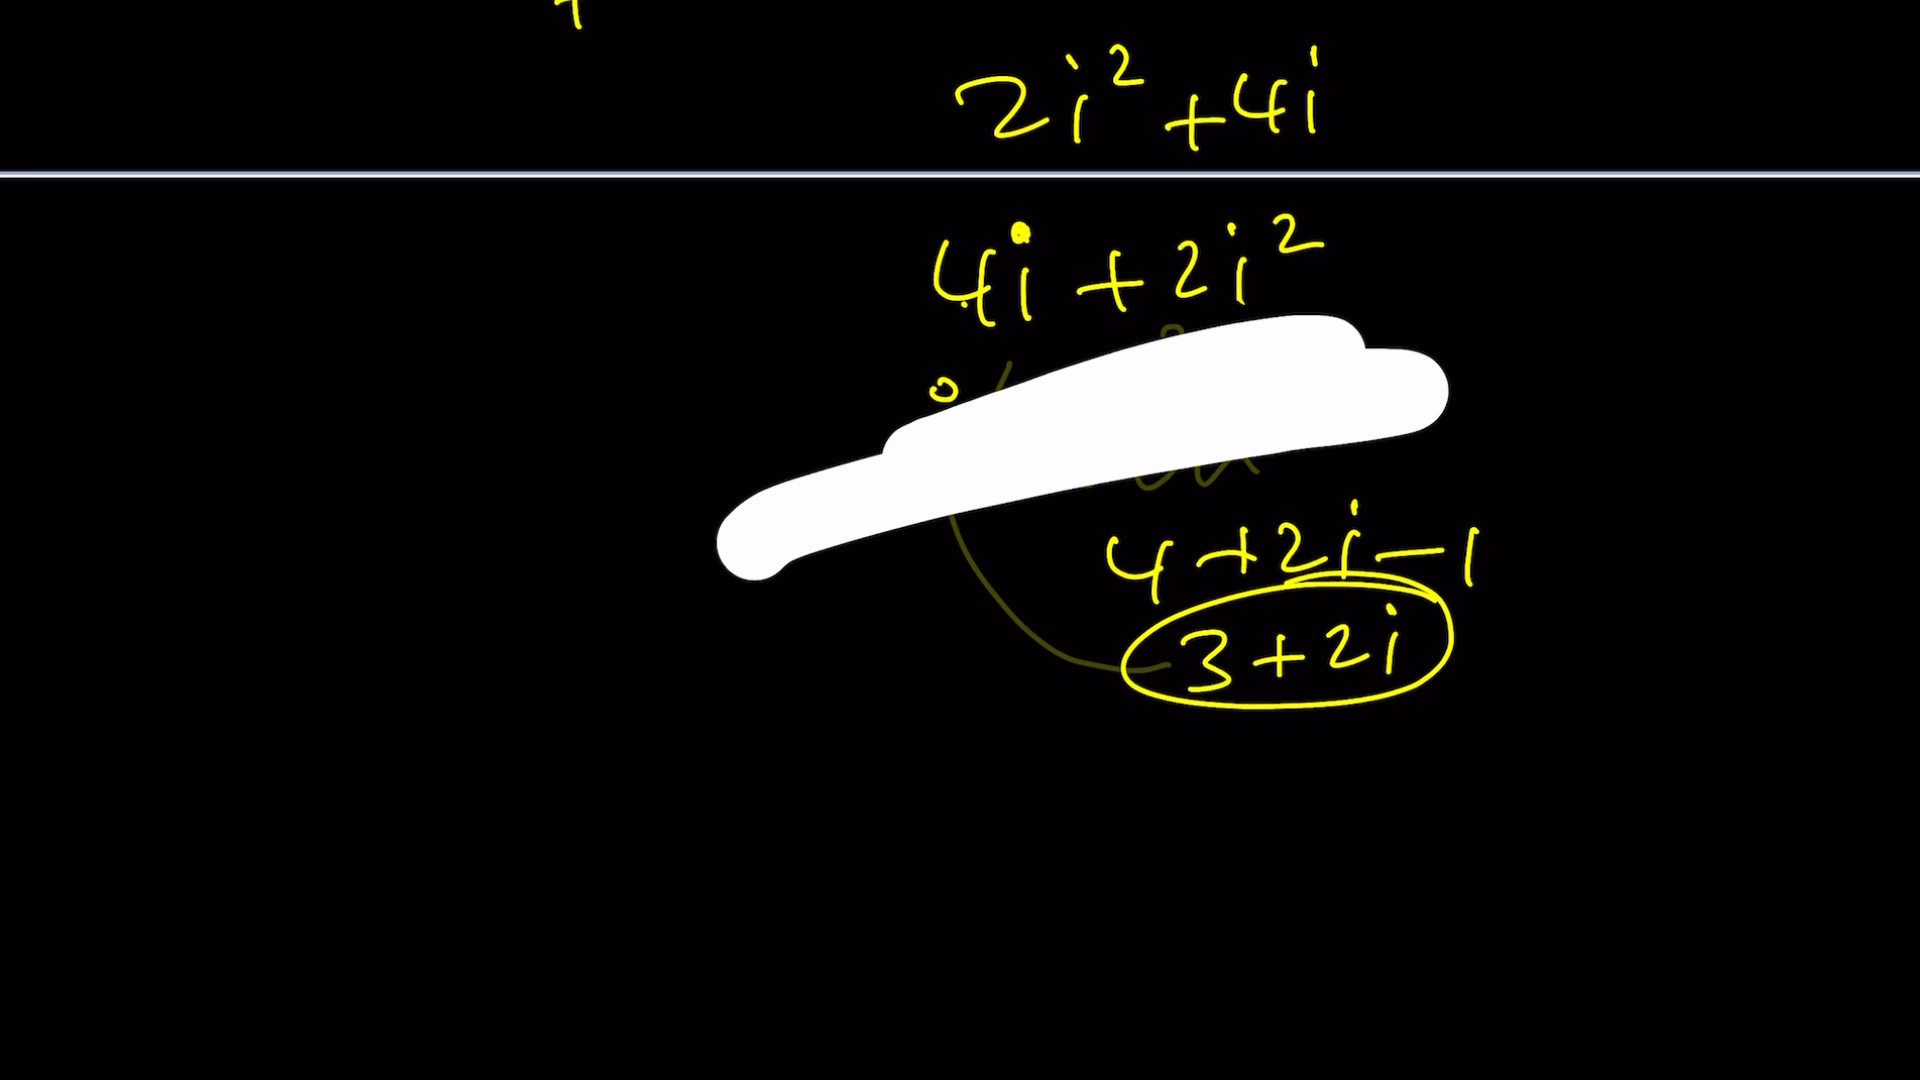 2i² + 4i
4i + 2i²
4 + 2i − 1
3 + 2i